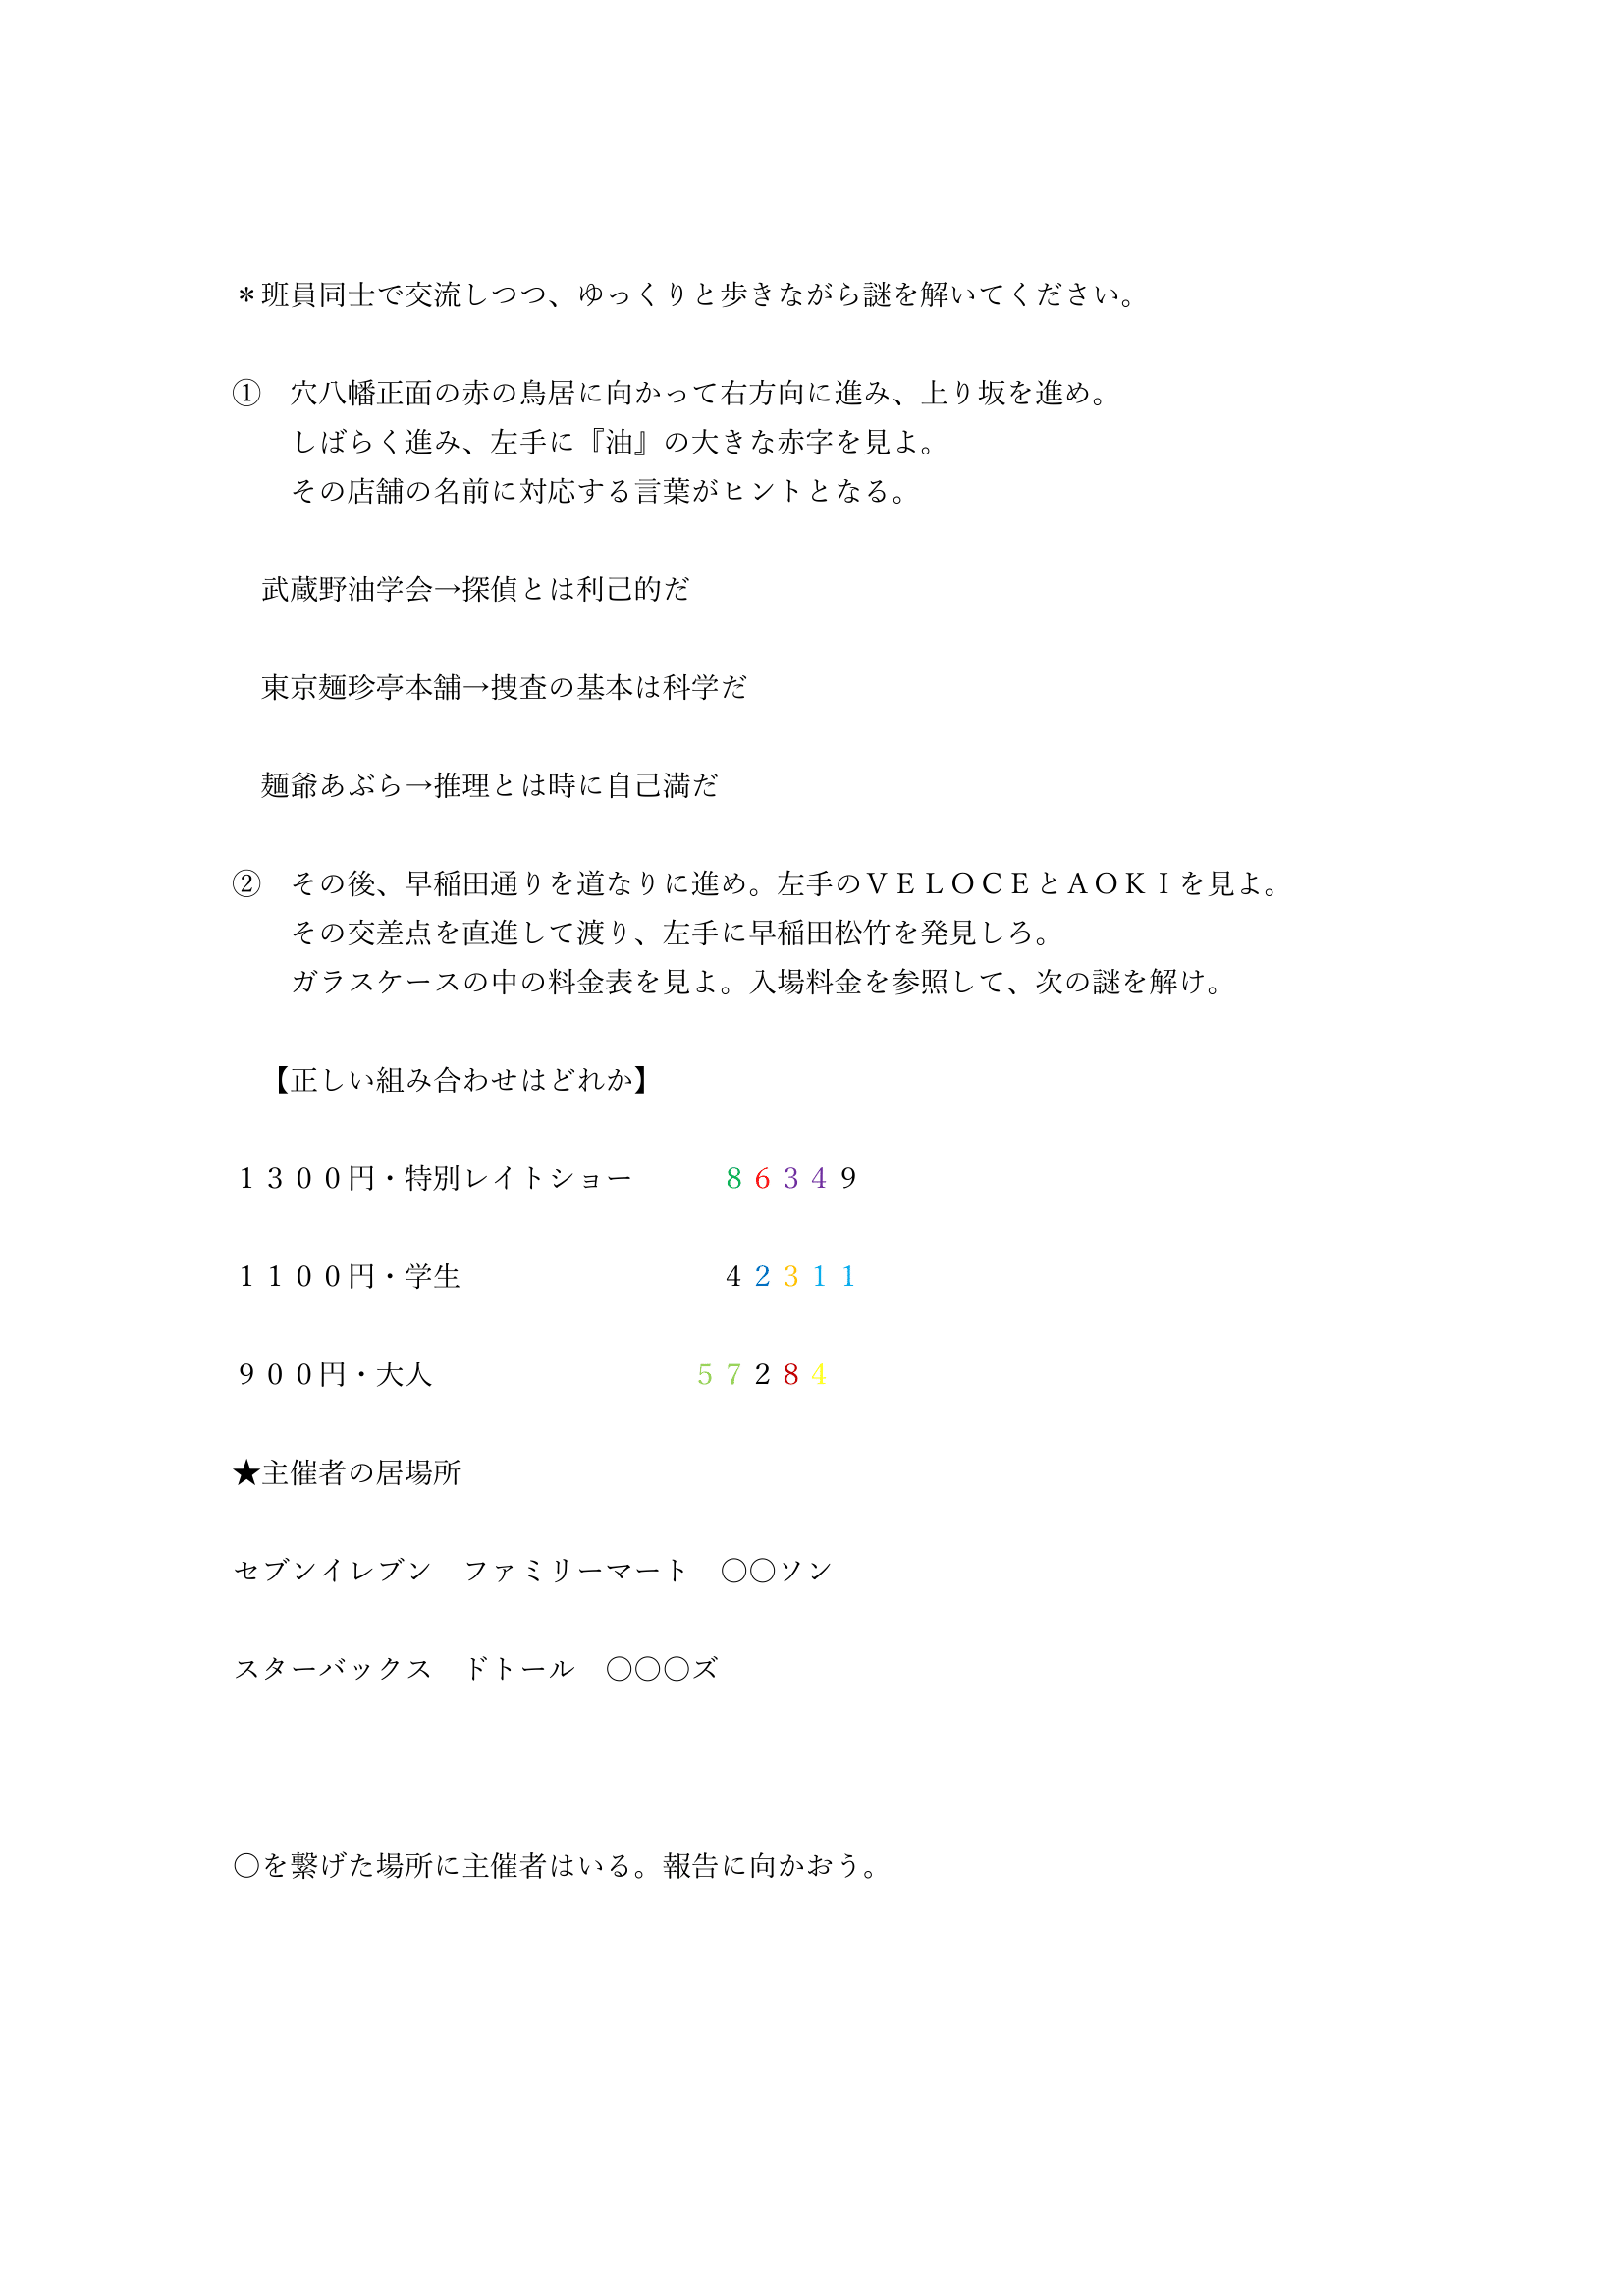 ＊班員同士で交流しつつ、ゆっくりと歩きながら謎を解いてください。
①　穴八幡正面の赤の鳥居に向かって右方向に進み、上り坂を進め。
しばらく進み、左手に『油』の大きな赤字を見よ。
その店舗の名前に対応する言葉がヒントとなる。
武蔵野油学会→探偵とは利己的だ
東京麺珍亭本舗→捜査の基本は科学だ
麺爺あぶら→推理とは時に自己満だ
②　その後、早稲田通りを道なりに進め。左手のＶＥＬＯＣＥとＡＯＫＩを見よ。
その交差点を直進して渡り、左手に早稲田松竹を発見しろ。
ガラスケースの中の料金表を見よ。入場料金を参照して、次の謎を解け。
【正しい組み合わせはどれか】
１３００円・特別レイトショー　　　８６３４９
１１００円・学生　　　　　　　　　４２３１１
９００円・大人　　　　　　　　　５７２８４
★主催者の居場所
セブンイレブン　ファミリーマート　〇〇ソン
スターバックス　ドトール　〇〇〇ズ
〇を繋げた場所に主催者はいる。報告に向かおう。